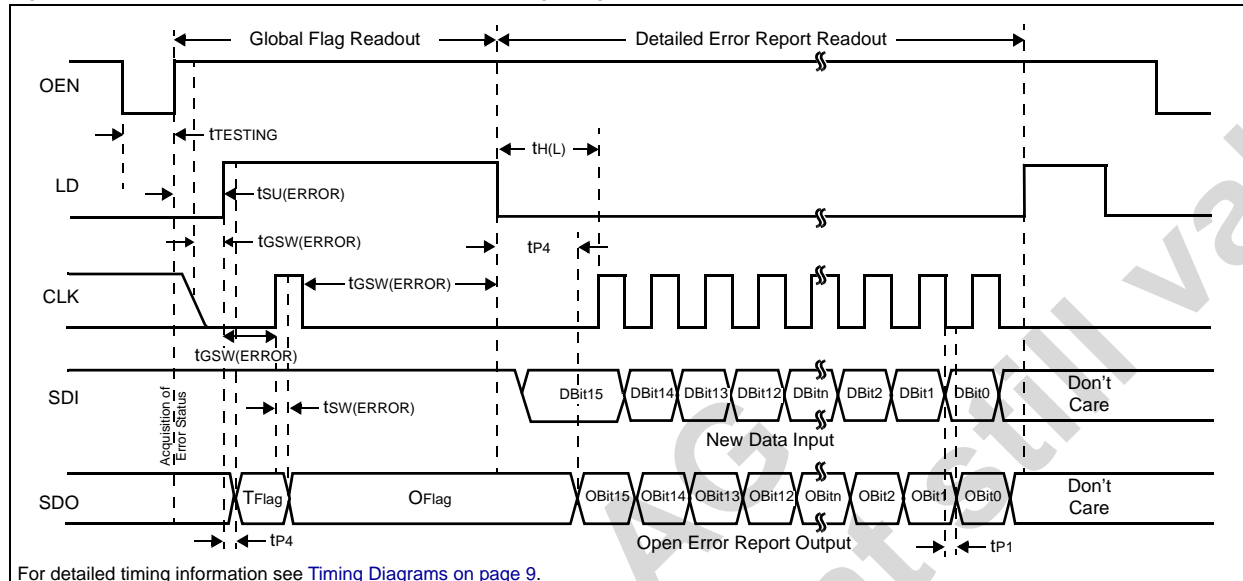 Global Flag Readout
Detailed Error Report Readout
OEN
tTESTING
tH(L)
LD
tSU(ERROR)
tGSW(ERROR)
tP4
CLK
tGSW(ERROR)
tGSW(ERROR)
SDI
DBit15 DBit14 DBit13 DBit12 DBitn DBit2 DBit1 DBit0
Don't
Care
tSW(ERROR)
New Data Input
Acquisition of
Error Status
SDO
TFlag
OFlag
OBit15 OBit14 OBit13 OBit12 OBitn OBit2 OBit1 OBit0
Don't
Care
tP4
Open Error Report Output
tP1
For detailed timing information see Timing Diagrams on page 9.
AG
still